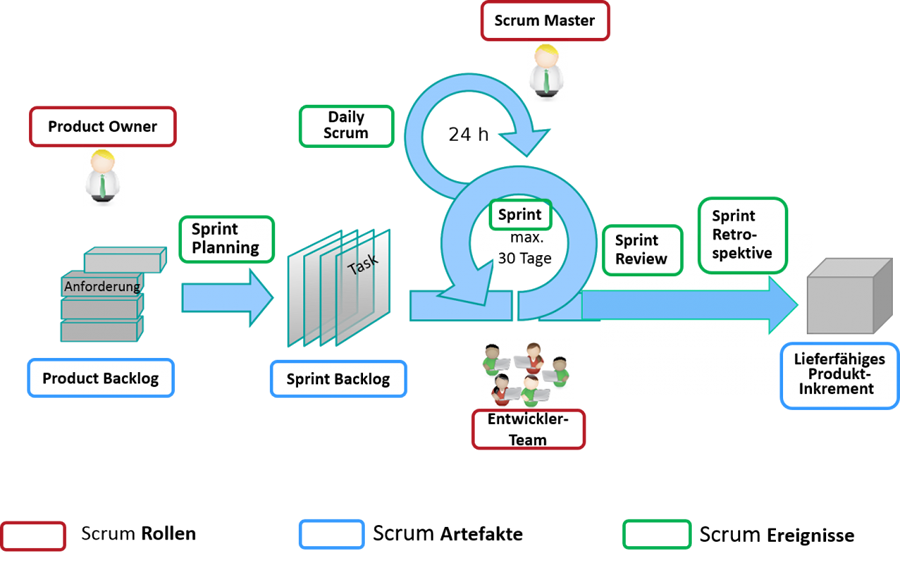 Scrum Master
Product Owner
Daily
Scrum
24 h
Sprint
Planning
Sprint
max.
30 Tage
Sprint
Review
Sprint
Retro-
spektive
Task
Anforderung
Product Backlog
Sprint Backlog
Entwickler-
Team
Lieferfähiges
Produkt-
Inkrement
Scrum Rollen
Scrum Artefakte
Scrum Ereignisse